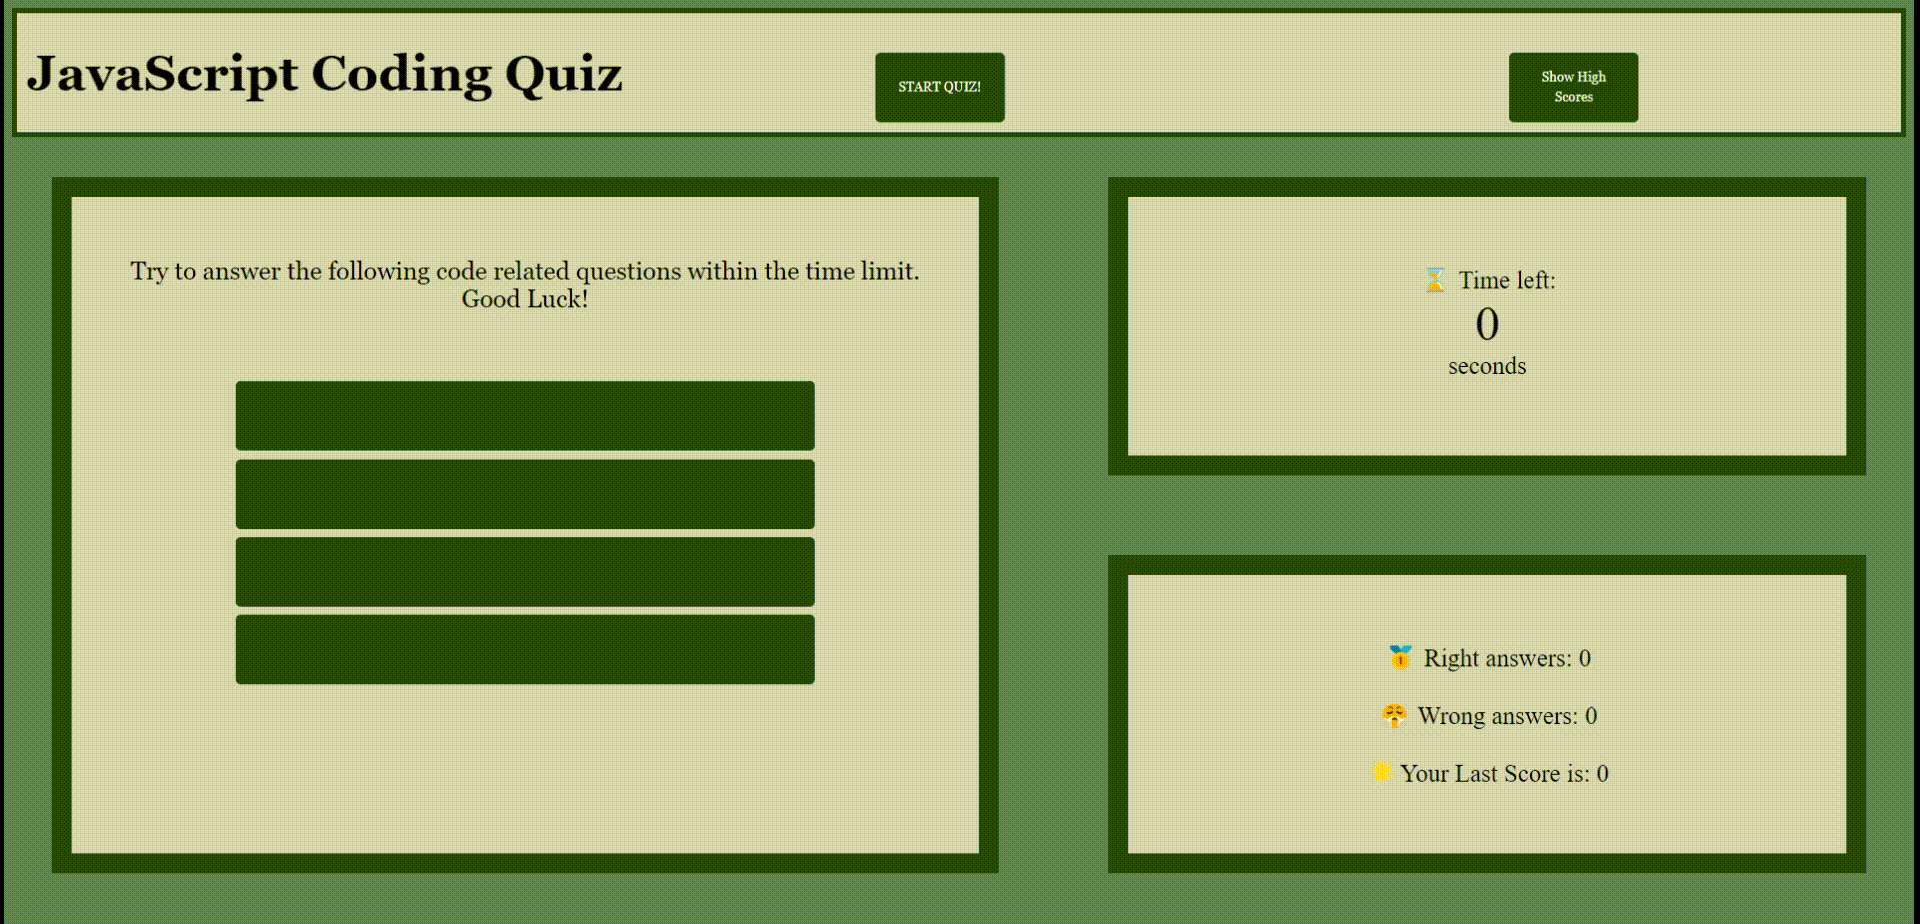 JavaScript Coding Quiz
START QUIZ!
Show High
Scores
Try to answer the following code related questions within the time limit.
Good Luck!
⌛ Time left:
0
seconds
🥇 Right answers: 0
😤 Wrong answers: 0
🌟 Your Last Score is: 0